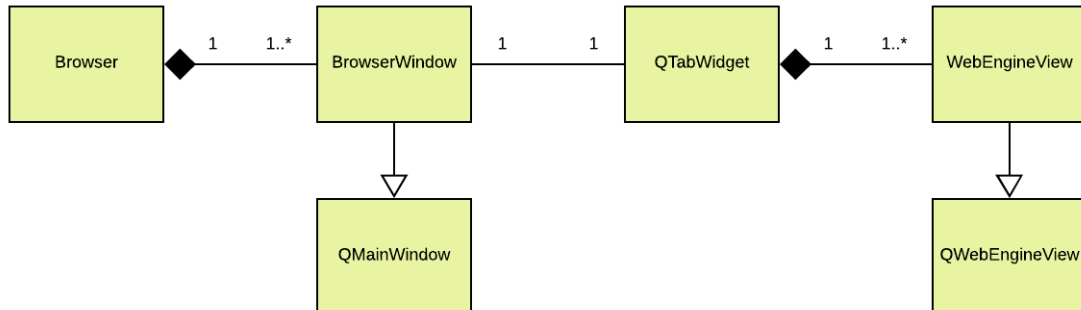 1 1..* 1 1 1 1..*
Browser BrowserWindow QTabWidget WebEngineView
QMainWindow QWebEngineView